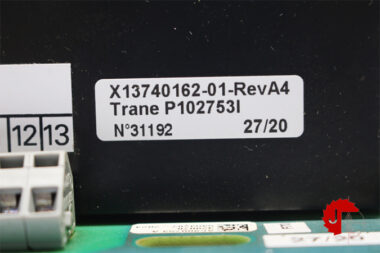 X13740162-01-RevA4
Trane P102753I
N°31192 27/20
12 13